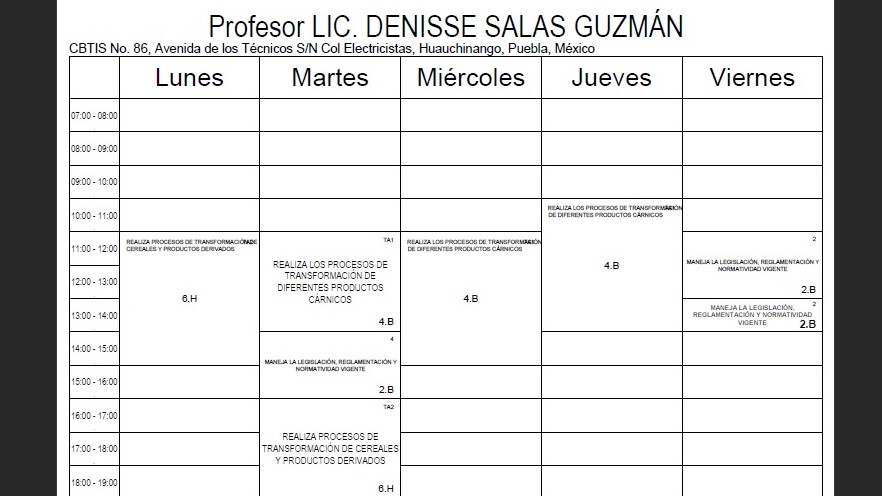 Profesor LIC. DENISSE SALAS GUZMÁN
CBTIS No. 86, Avenida de los Técnicos S/N Col Electricistas, Huauchinango, Puebla, México
Lunes Martes Miércoles Jueves Viernes
07:00 - 08:00
08:00 - 09:00
09:00 - 10:00
10:00 - 11:00
REALIZA LOS PROCESOS DE TRANSFORMACIÓN
DE DIFERENTES PRODUCTOS CÁRNICOS
4.B
11:00 - 12:00
REALIZA PROCESOS DE TRANSFORMACIÓN DE
CEREALES Y PRODUCTOS DERIVADOS
6.H
TA1
REALIZA LOS PROCESOS DE
TRANSFORMACIÓN DE
DIFERENTES PRODUCTOS
CÁRNICOS
4.B
REALIZA LOS PROCESOS DE TRANSFORMACIÓN
DE DIFERENTES PRODUCTOS CÁRNICOS
4.B
2
MANEJA LA LEGISLACIÓN, REGLAMENTACIÓN Y
NORMATIVIDAD VIGENTE
2.B
12:00 - 13:00
13:00 - 14:00
2
MANEJA LA LEGISLACIÓN,
REGLAMENTACIÓN Y NORMATIVIDAD
VIGENTE
2.B
14:00 - 15:00
4
MANEJA LA LEGISLACIÓN, REGLAMENTACIÓN Y
NORMATIVIDAD VIGENTE
2.B
15:00 - 16:00
16:00 - 17:00
TA2
REALIZA PROCESOS DE
TRANSFORMACIÓN DE CEREALES
Y PRODUCTOS DERIVADOS
6.H
17:00 - 18:00
18:00 - 19:00